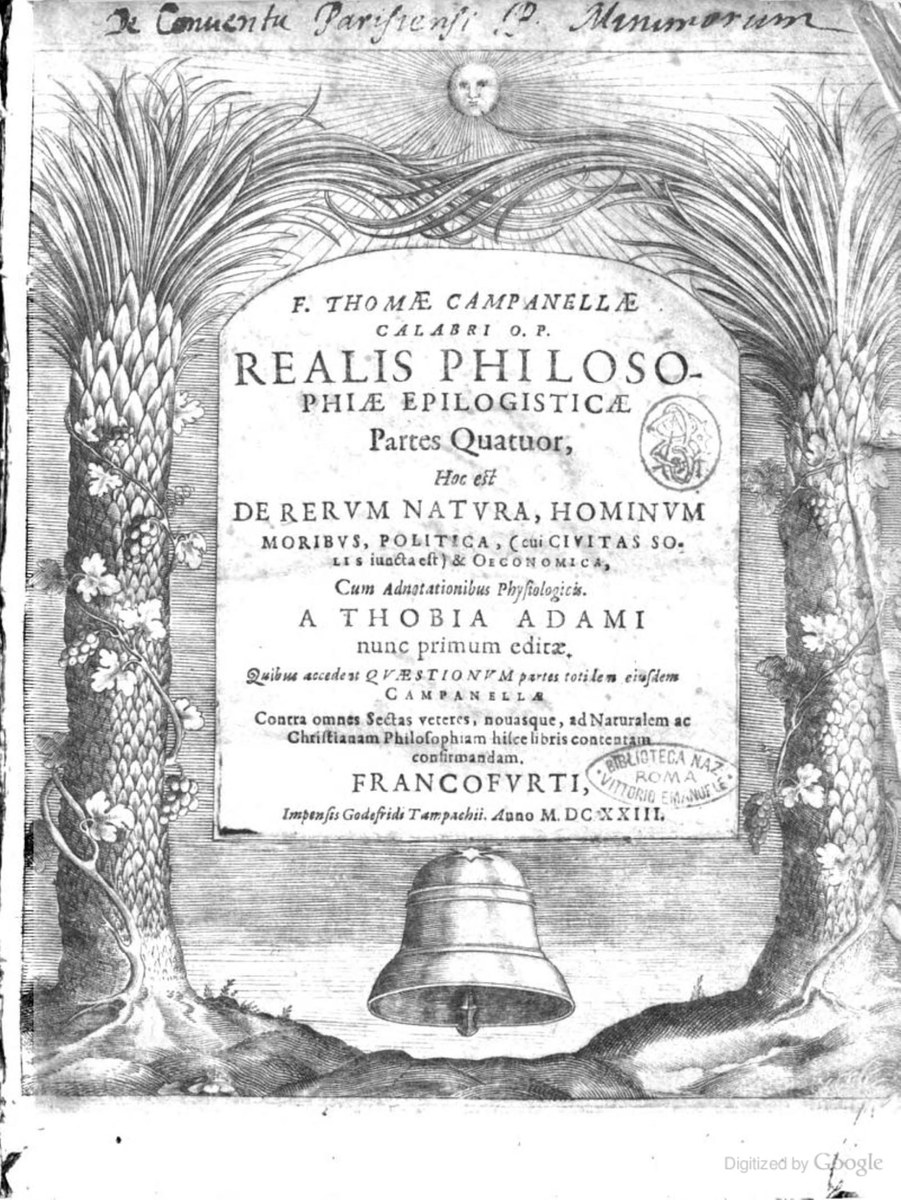 De Conuentu Parisiensi P. Minimorum
F. THOMÆ CAMPANELLÆ
CALABRI O. P.
REALIS PHILOSO-
PHIÆ EPILOGISTICÆ
Partes Quatuor,
Hoc est
DE RERVM NATVRA, HOMINVM
MORIBVS, POLITICA, (cui CIVITAS SO-
LIS iuncta est) & OECONOMICA,
Cum Adnotationibus Physiologicis.
A THOBIA ADAMI
nunc primum editæ.
Quibus accedent QVÆSTIONVM partes totidem eiusdem
CAMPANELLÆ
Contra omnes Sectas veteres, nouasque, ad Naturalem ac
Christianam Philosophiam hisce libris contentam
confirmandam.
BIBLIOTECA NAZ.
ROMA
VITTORIO EMANUELE
FRANCOFVRTI,
Impensis Godefridi Tampachii. Anno M. DC XXIII.
Digitized by Google